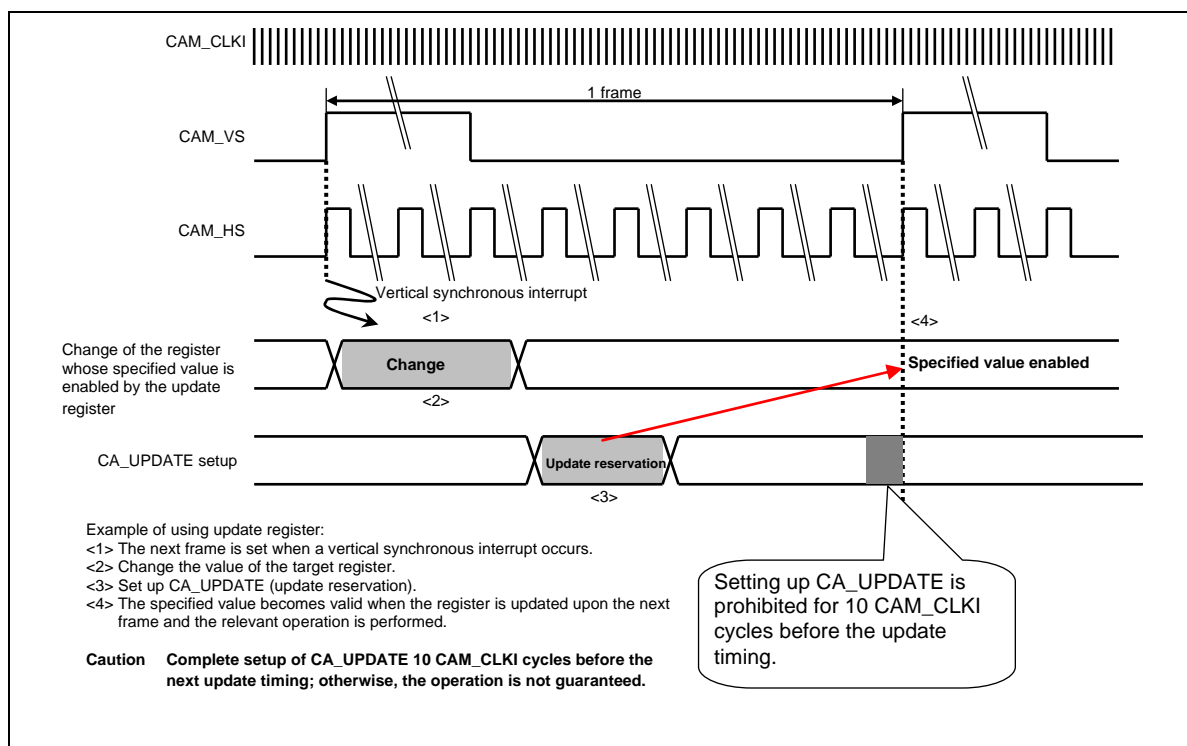 CAM_CLKI
1 frame
CAM_VS
CAM_HS
Vertical synchronous interrupt
<1>
<4>
Change of the register
whose specified value is
enabled by the update
register
Change
Specified value enabled
<2>
CA_UPDATE setup
Update reservation
<3>
Example of using update register:
<1> The next frame is set when a vertical synchronous interrupt occurs.
<2> Change the value of the target register.
<3> Set up CA_UPDATE (update reservation).
<4> The specified value becomes valid when the register is updated upon the next
frame and the relevant operation is performed.
Caution Complete setup of CA_UPDATE 10 CAM_CLKI cycles before the
next update timing; otherwise, the operation is not guaranteed.
Setting up CA_UPDATE is
prohibited for 10 CAM_CLKI
cycles before the update
timing.